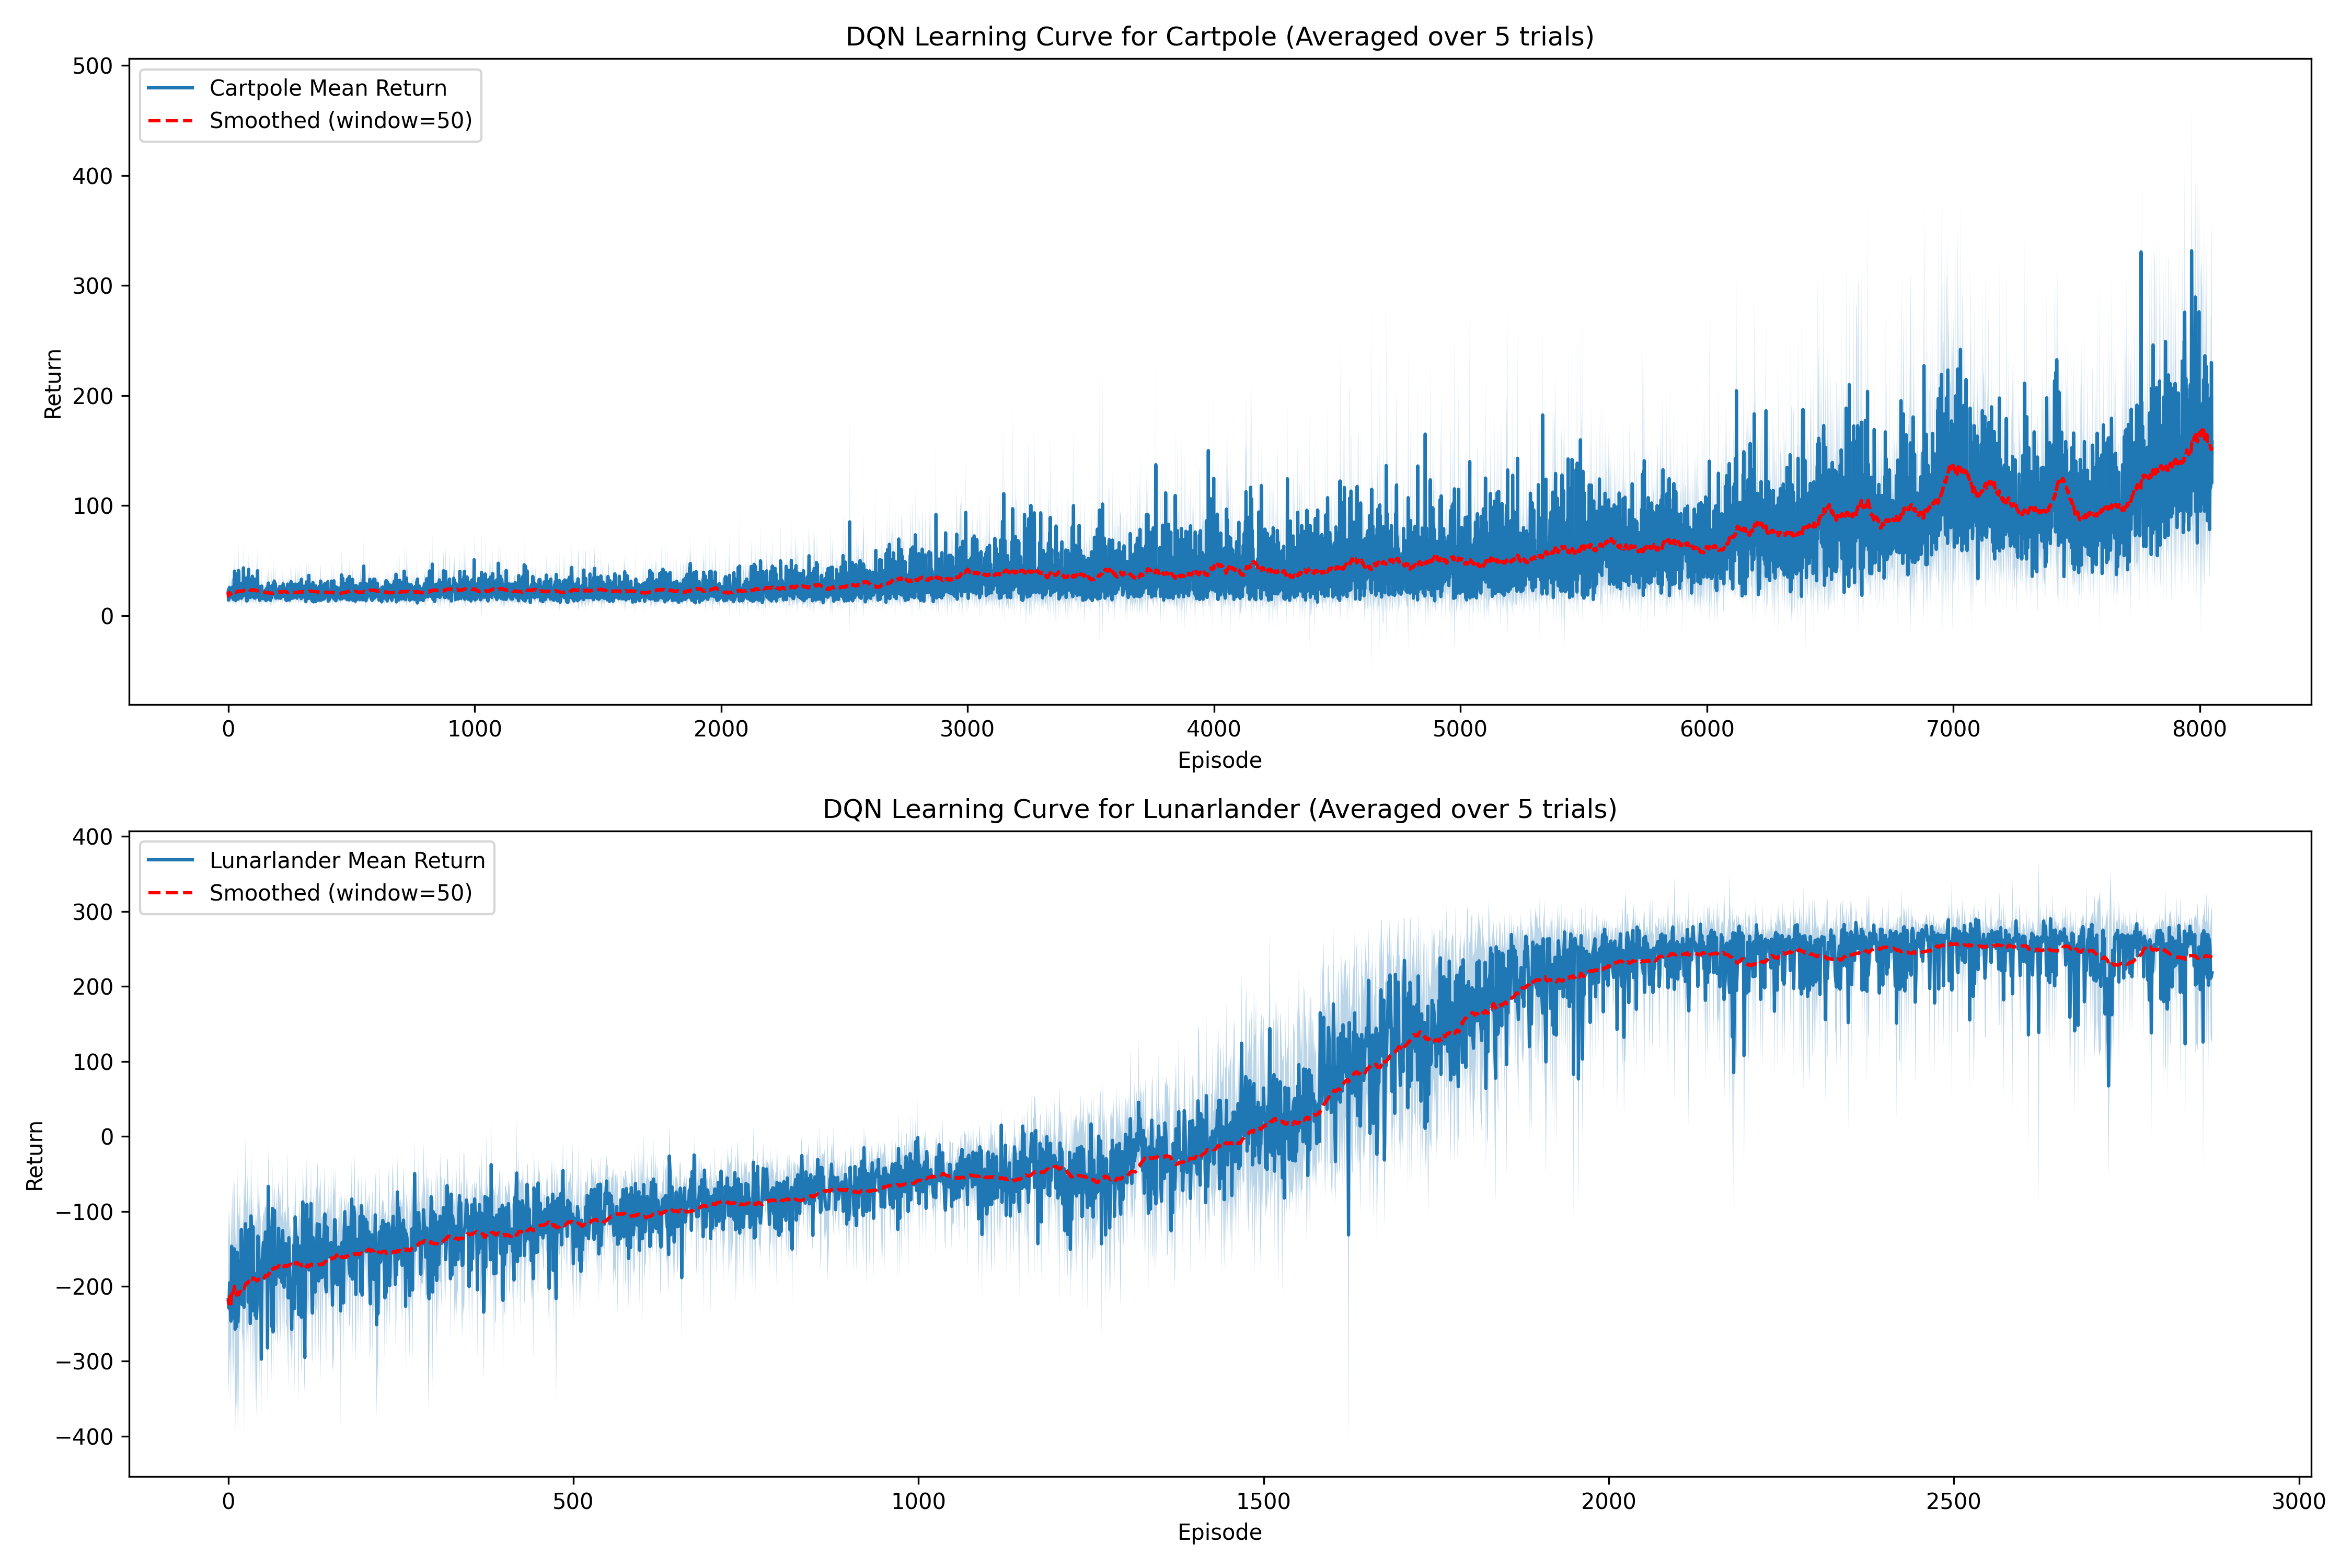 DQN Learning Curve for Cartpole (Averaged over 5 trials)
Cartpole Mean Return
Smoothed (window=50)
Return
500
400
300
200
100
0
0 1000 2000 3000 4000 5000 6000 7000 8000
Episode
DQN Learning Curve for Lunarlander (Averaged over 5 trials)
Lunarlander Mean Return
Smoothed (window=50)
Return
400
300
200
100
0
−100
−200
−300
−400
0 500 1000 1500 2000 2500 3000
Episode